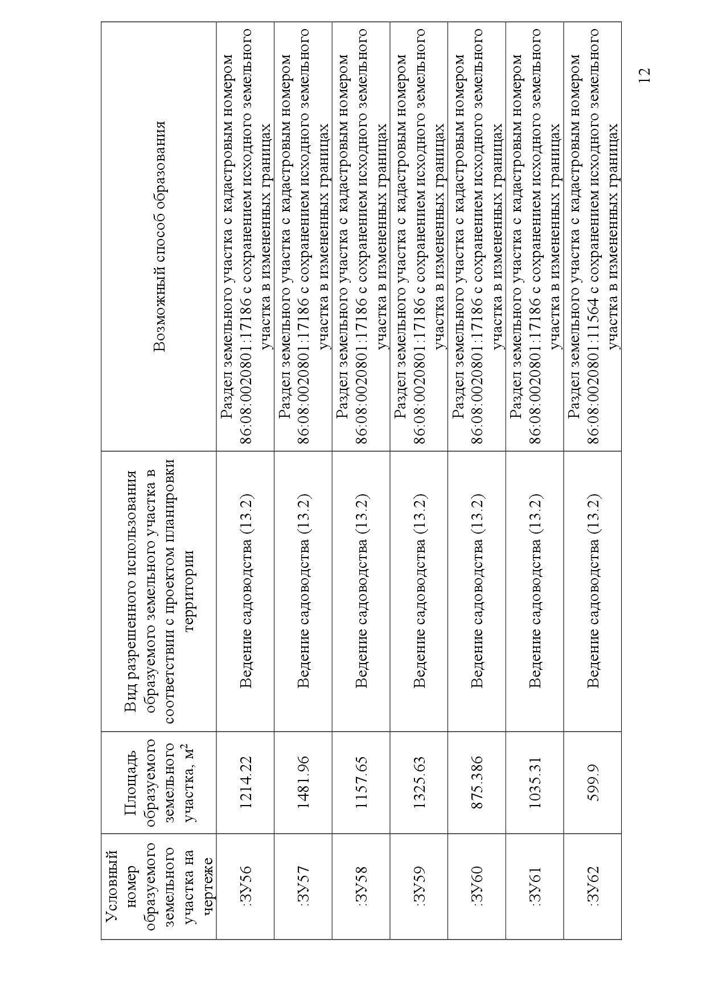 Условный
номер
образуемого
земельного
участка на
чертеже
Площадь
образуемого
земельного
участка, м²
Вид разрешенного использования
образуемого земельного участка в
соответствии с проектом планировки
территории
Возможный способ образования
:ЗУ56
1214.22
Ведение садоводства (13.2)
Раздел земельного участка с кадастровым номером
86:08:0020801:17186 с сохранением исходного земельного
участка в измененных границах
:ЗУ57
1481.96
Ведение садоводства (13.2)
Раздел земельного участка с кадастровым номером
86:08:0020801:17186 с сохранением исходного земельного
участка в измененных границах
:ЗУ58
1157.65
Ведение садоводства (13.2)
Раздел земельного участка с кадастровым номером
86:08:0020801:17186 с сохранением исходного земельного
участка в измененных границах
:ЗУ59
1325.63
Ведение садоводства (13.2)
Раздел земельного участка с кадастровым номером
86:08:0020801:17186 с сохранением исходного земельного
участка в измененных границах
:ЗУ60
875.386
Ведение садоводства (13.2)
Раздел земельного участка с кадастровым номером
86:08:0020801:17186 с сохранением исходного земельного
участка в измененных границах
:ЗУ61
1035.31
Ведение садоводства (13.2)
Раздел земельного участка с кадастровым номером
86:08:0020801:17186 с сохранением исходного земельного
участка в измененных границах
:ЗУ62
599.9
Ведение садоводства (13.2)
Раздел земельного участка с кадастровым номером
86:08:0020801:11564 с сохранением исходного земельного
участка в измененных границах
12